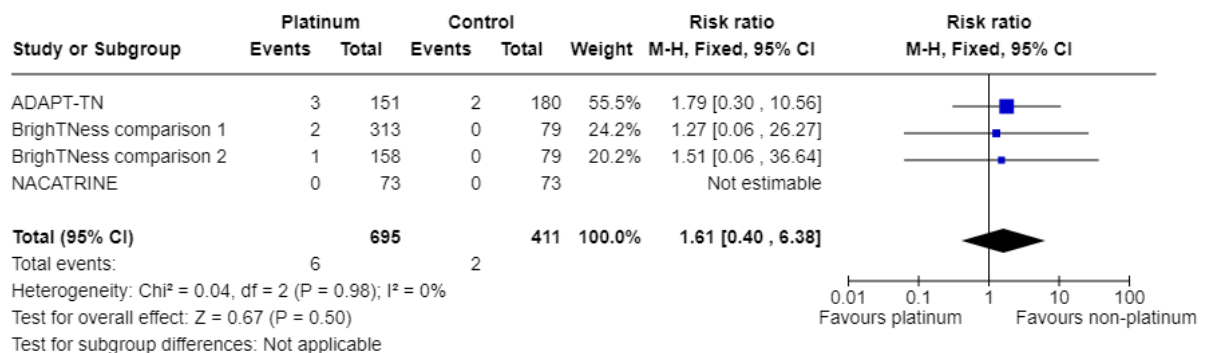 Platinum Control Risk ratio Risk ratio
Study or Subgroup Events Total Events Total Weight M-H, Fixed, 95% CI M-H, Fixed, 95% CI
ADAPT-TN 3 151 2 180 55.5% 1.79 [0.30 , 10.56]
BrighTNess comparison 1 2 313 0 79 24.2% 1.27 [0.06 , 26.27]
BrighTNess comparison 2 1 158 0 79 20.2% 1.51 [0.06 , 36.64]
NACATRINE 0 73 0 73 Not estimable
Total (95% CI) 695 411 100.0% 1.61 [0.40 , 6.38]
Total events: 6 2
Heterogeneity: Chi² = 0.04, df = 2 (P = 0.98); I² = 0%
0.01 0.1 1 10 100
Test for overall effect: Z = 0.67 (P = 0.50) Favours platinum Favours non-platinum
Test for subgroup differences: Not applicable